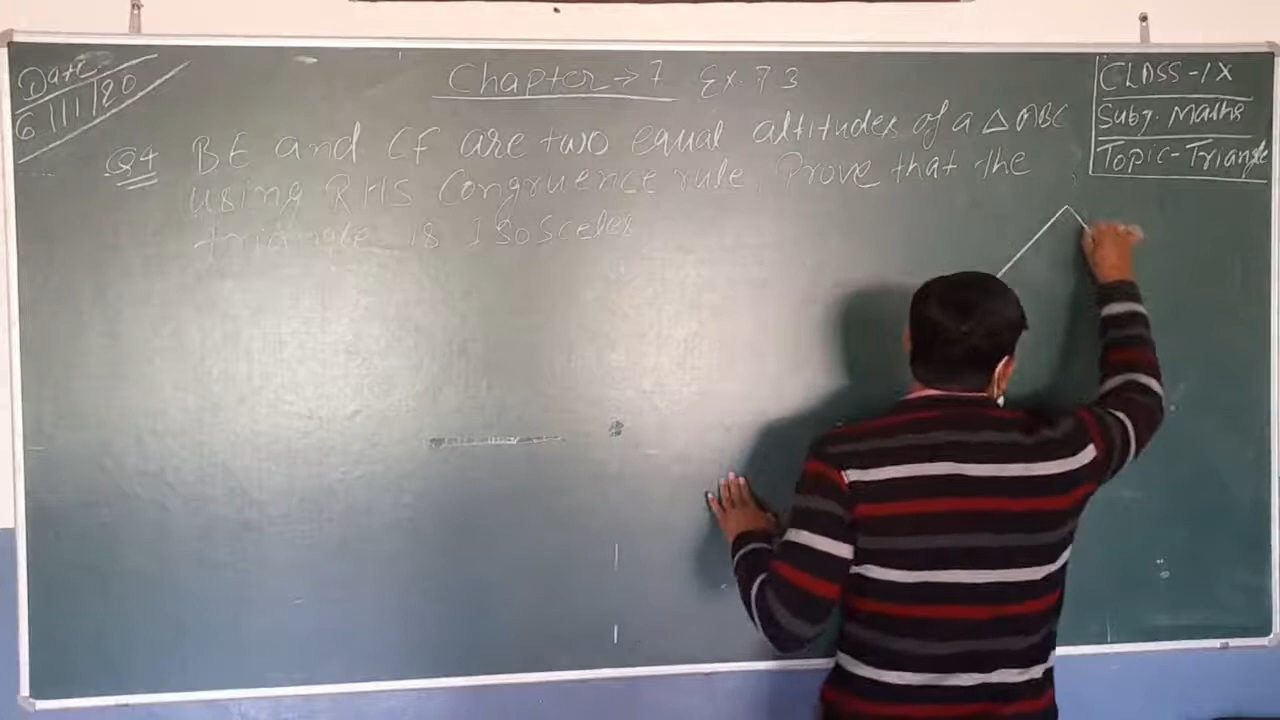 Date
6/11/20
Chapter → 7 Ex. 7.3
CLASS - IX
Subj. Maths
Topic - Triangle
Q4 BE and CF are two equal altitudes of a △ ABC
using RHS Congruence rule, Prove that the
triangle is Isosceles